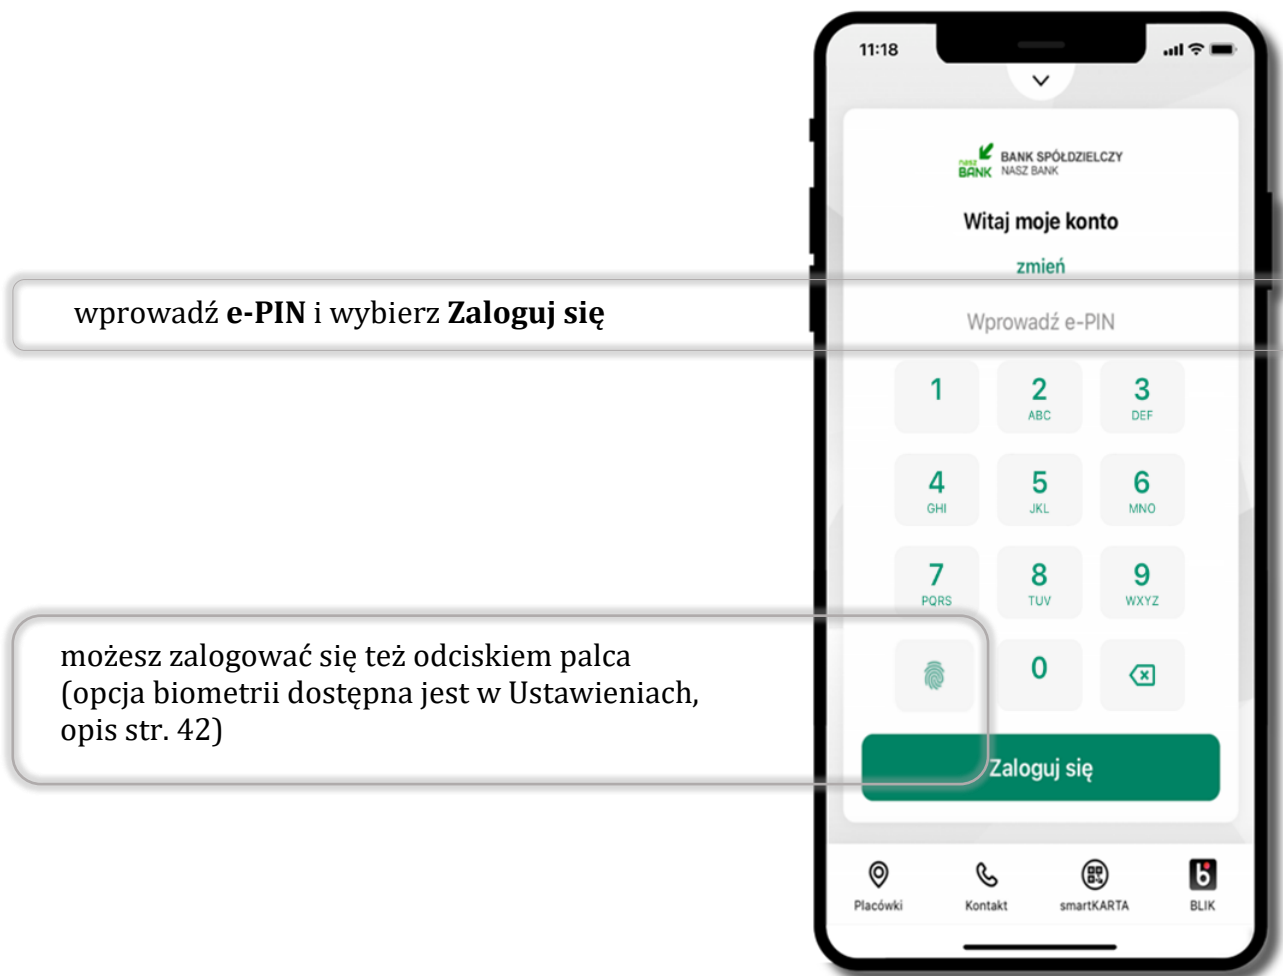 11:18
nasz
BANK
BANK SPÓŁDZIELCZY
NASZ BANK
Witaj moje konto
zmień
wprowadź e-PIN i wybierz Zaloguj się
Wprowadź e-PIN
1 2 3
ABC DEF
4 5 6
GHI JKL MNO
7 8 9
PQRS TUV WXYZ
możesz zalogować się też odciskiem palca
(opcja biometrii dostępna jest w Ustawieniach,
opis str. 42)
0
Zaloguj się
Placówki Kontakt smartKARTA BLIK